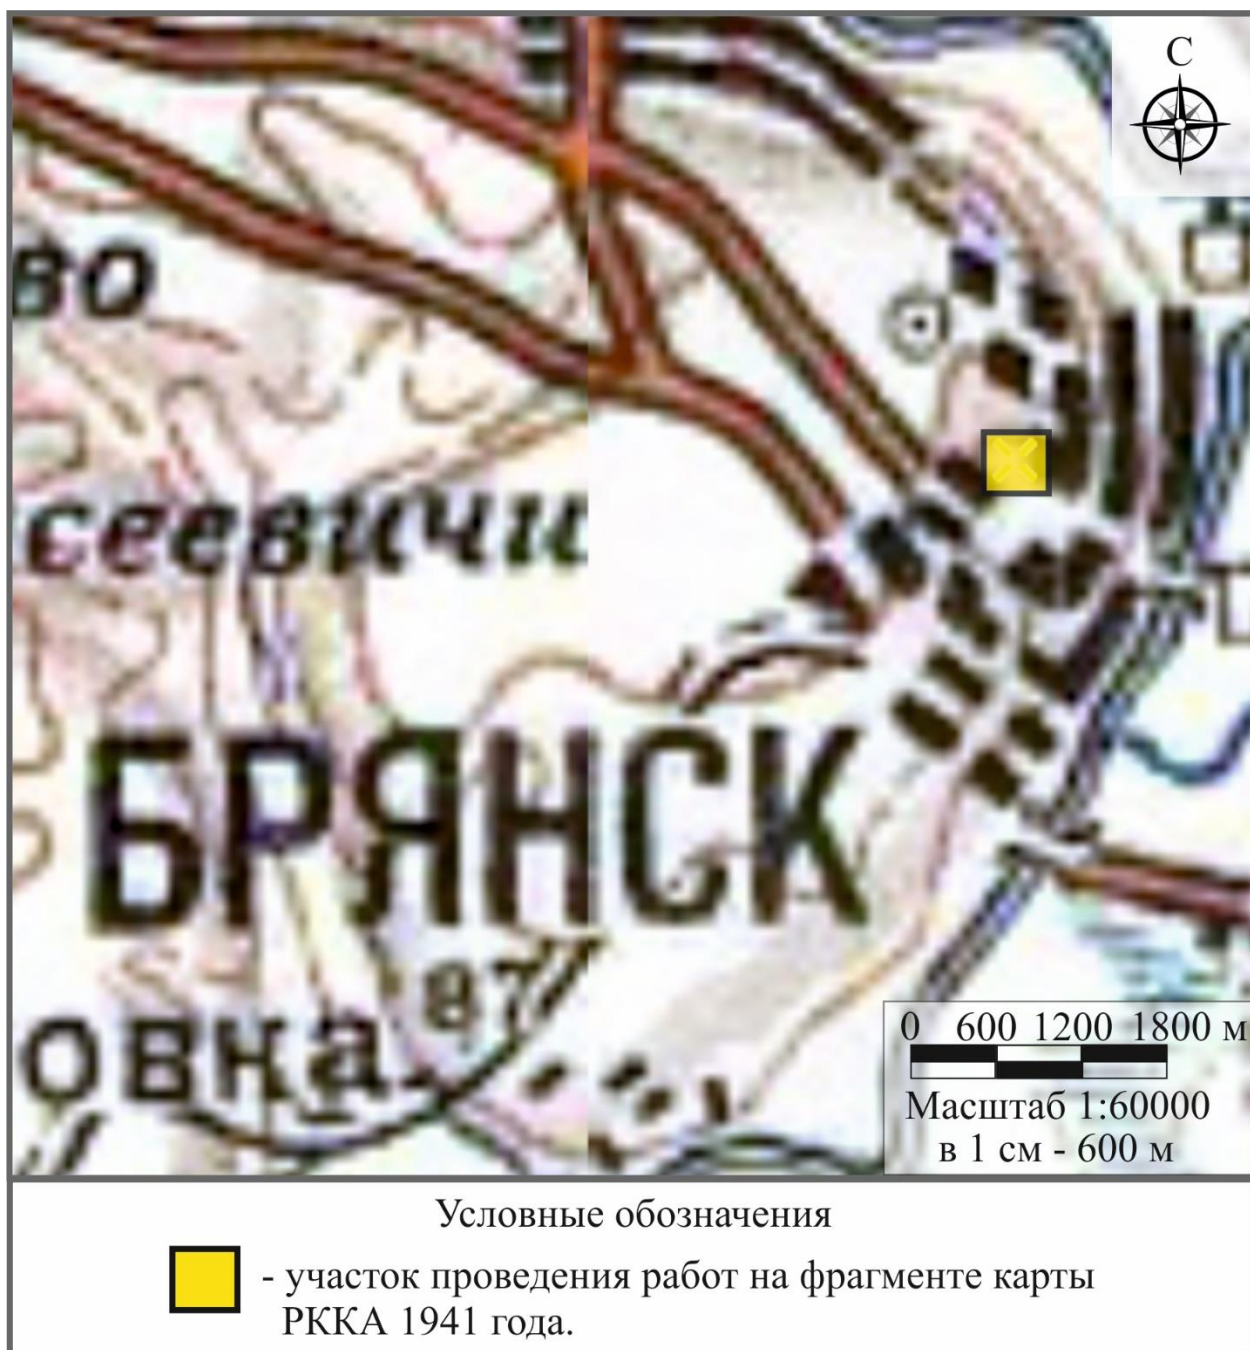 С
во
сеевичи
БРЯНСК
87
овка
0 600 1200 1800 м
Масштаб 1:60000
в 1 см - 600 м
Условные обозначения
- участок проведения работ на фрагменте карты
РККА 1941 года.